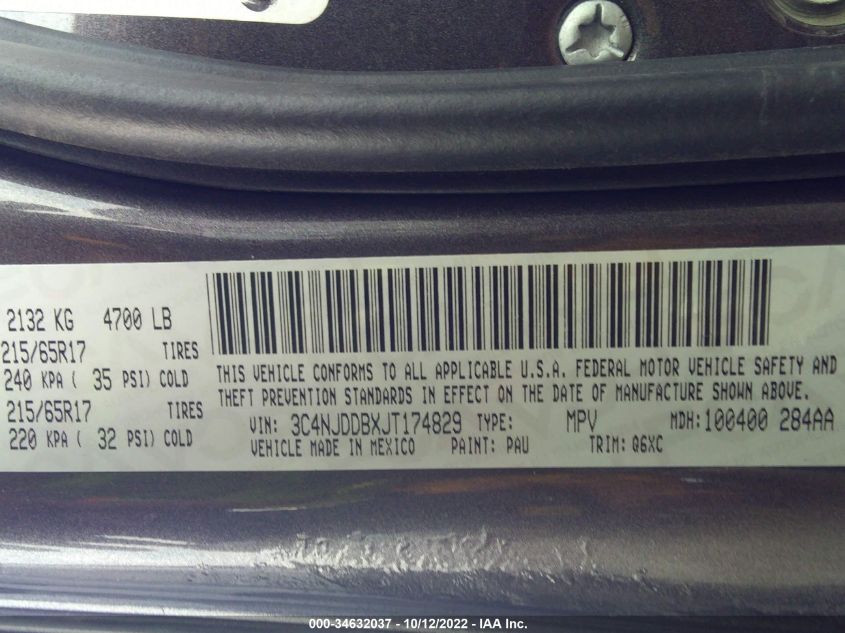 2132 KG 4700 LB
215/65R17 TIRES
240 KPA ( 35 PSI) COLD
215/65R17 TIRES
220 KPA ( 32 PSI) COLD
THIS VEHICLE CONFORMS TO ALL APPLICABLE U.S.A. FEDERAL MOTOR VEHICLE SAFETY AND
THEFT PREVENTION STANDARDS IN EFFECT ON THE DATE OF MANUFACTURE SHOWN ABOVE.
VIN: 3C4NJDDBXJT174829 TYPE: MPV MDH:100400 284AA
VEHICLE MADE IN MEXICO PAINT: PAU TRIM: G6XC
000-34632037 - 10/12/2022 - IAA Inc.